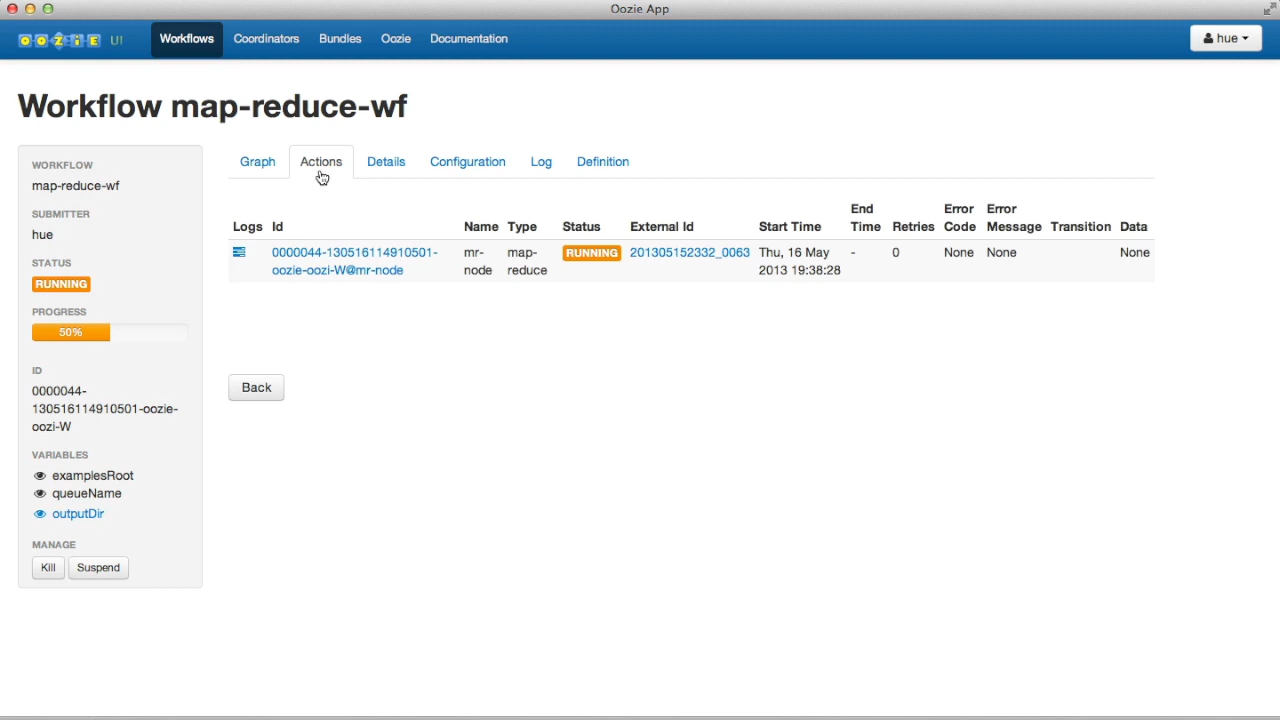 Oozie App
OOZIE UI Workflows Coordinators Bundles Oozie Documentation hue
Workflow map-reduce-wf
WORKFLOW
map-reduce-wf
SUBMITTER
hue
STATUS
RUNNING
PROGRESS
50%
ID
0000044-
130516114910501-oozie-
oozi-W
VARIABLES
examplesRoot
queueName
outputDir
MANAGE
Kill Suspend
Graph Actions Details Configuration Log Definition
End Error Error
Logs Id Name Type Status External Id Start Time Time Retries Code Message Transition Data
0000044-130516114910501- mr- map- RUNNING 201305152332_0063 Thu, 16 May - 0 None None None
oozie-oozi-W@mr-node node reduce 2013 19:38:28
Back